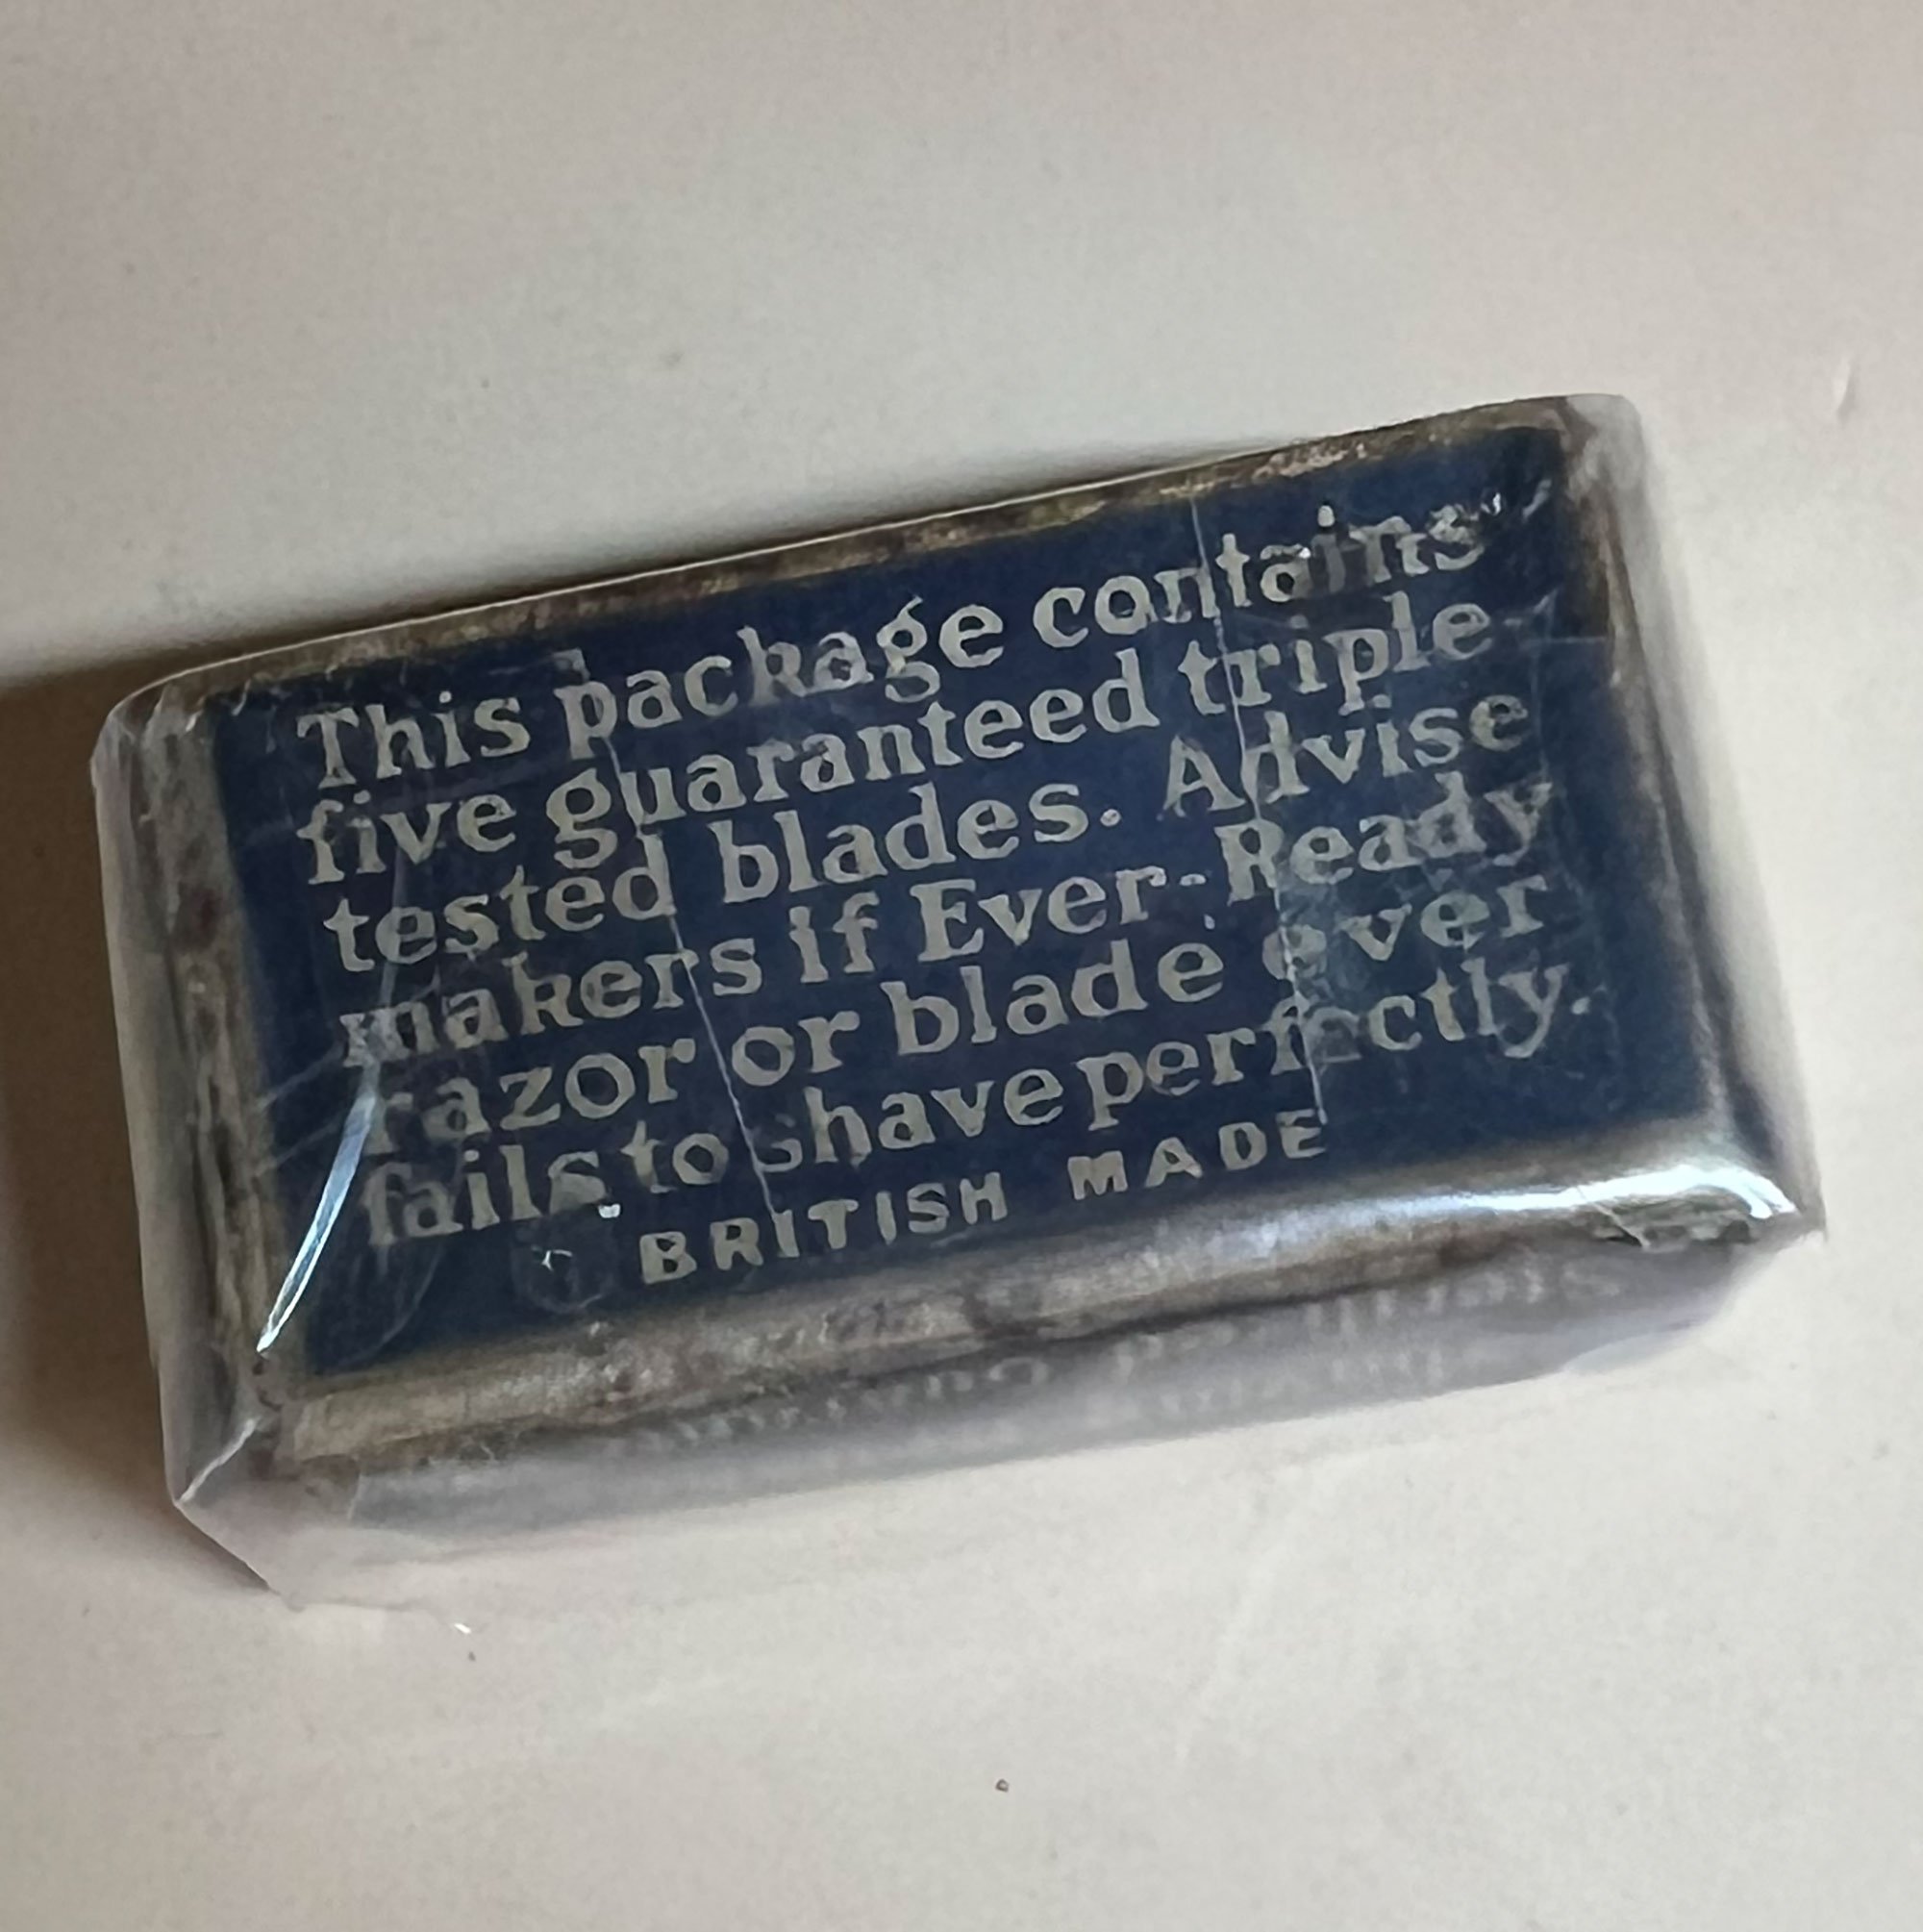 This package contains
five guaranteed triple
tested blades. Advise
makers if Ever-Ready
razor or blade ever
fails to shave perfectly.
BRITISH MADE